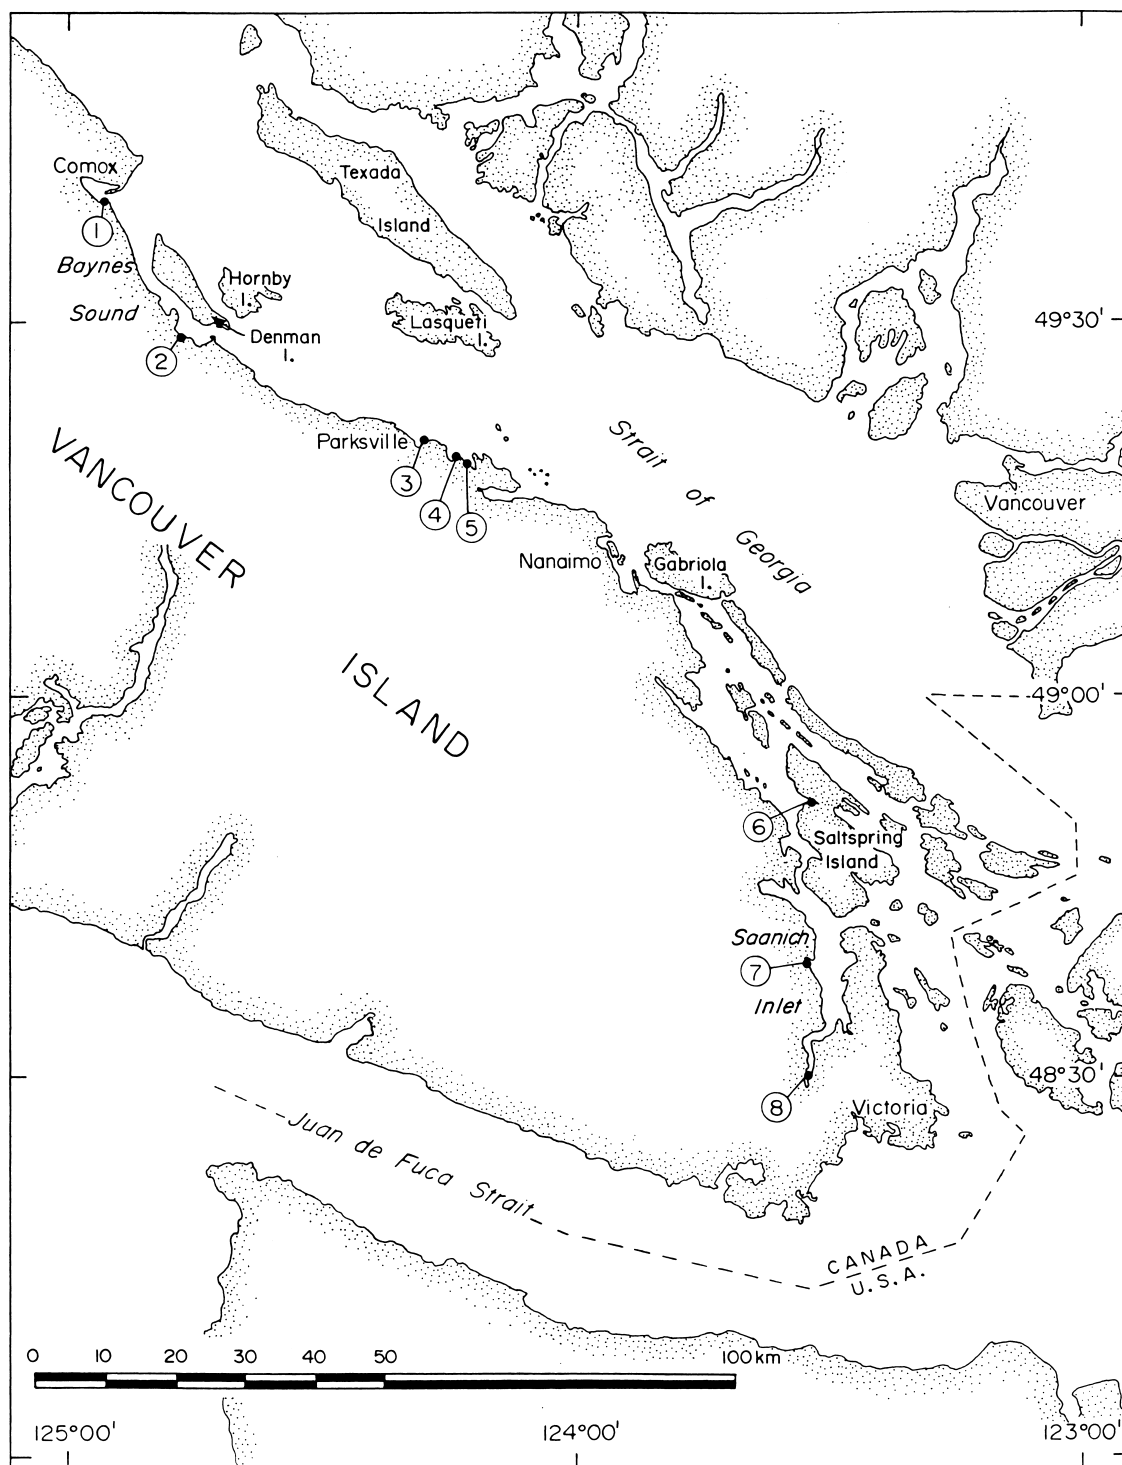 Comox
Texada
Island
1
Baynes
Sound
Hornby
I.
Lasqueti
I.
Denman
I.
49°30'
2
Parksville
3
4
5
Strait of Georgia
Vancouver
VANCOUVER
ISLAND
Nanaimo
Gabriola
I.
49°00'
6
Saltspring
Island
Saanich
7
Inlet
48°30'
8
Victoria
Juan de Fuca Strait
CANADA
U.S.A.
0 10 20 30 40 50 100 km
125°00' 124°00' 123°00'